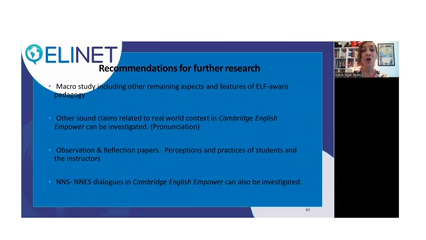 ELINET
Recommendations for further research
• Macro study including other remaining aspects and features of ELF-aware
pedagogy
• Other sound claims related to real world context in Cambridge English
Empower can be investigated. (Pronunciation)
• Observation & Reflection papers - Perceptions and practices of students and
the instructors
• NNS- NNES dialogues in Cambridge English Empower can also be investigated.
42